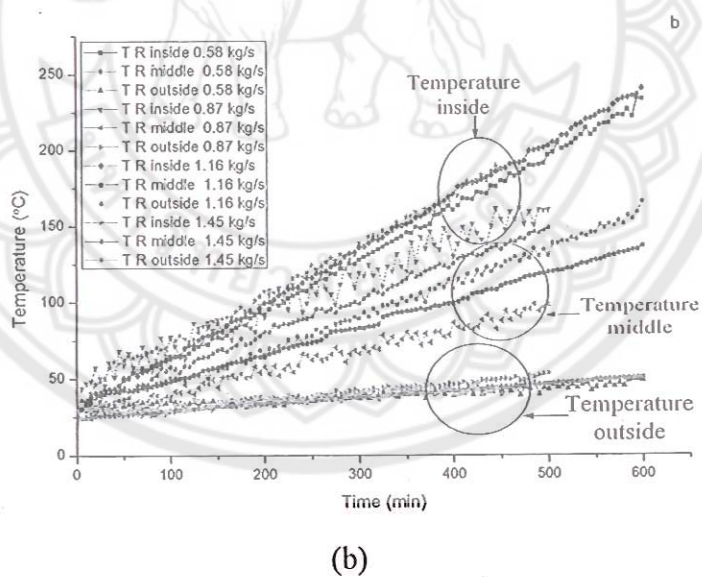 b
250
200
150
100
50
0
Temperature (°C)
T R inside 0.58 kg/s
T R middle 0.58 kg/s
T R outside 0.58 kg/s
T R inside 0.87 kg/s
T R middle 0.87 kg/s
T R outside 0.87 kg/s
T R inside 1.16 kg/s
T R middle 1.16 kg/s
T R outside 1.16 kg/s
T R inside 1.45 kg/s
T R middle 1.45 kg/s
T R outside 1.45 kg/s
Temperature
inside
Temperature
middle
Temperature
outside
0 100 200 300 400 500 600
Time (min)
(b)